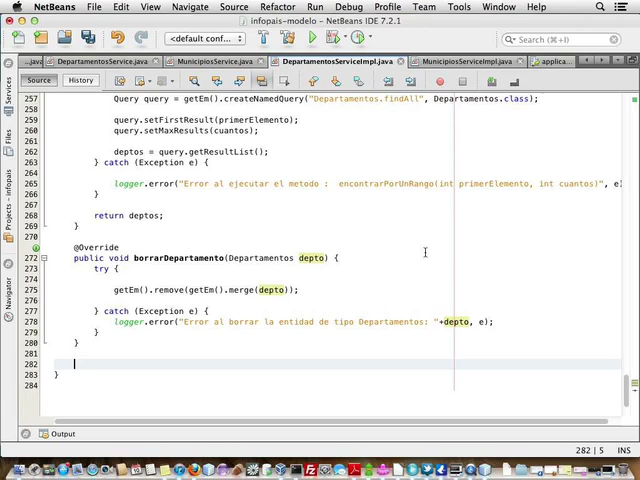 NetBeans File Edit View Navigate Source Refactor Run Debug Profile Team Tools Window Help
infopais-modelo - NetBeans IDE 7.2.1
<default conf...
Search (⌘+I)
...java DepartamentosService.java MunicipiosService.java DepartamentosServiceImpl.java MunicipiosServiceImpl.java applica...
Source History
257 Query query = getEm().createNamedQuery("Departamentos.findAll", Departamentos.class);
258
259 query.setFirstResult(primerElemento);
260 query.setMaxResults(cuantos);
261
262 deptos = query.getResultList();
263 } catch (Exception e) {
264
265 logger.error("Error al ejecutar el metodo :  encontrarPorUnRango(int primerElemento, int cuantos)", e)
266 }
267
268 return deptos;
269 }
270
@Override
272 public void borrarDepartamento(Departamentos depto) {
273 try {
274
275 getEm().remove(getEm().merge(depto));
276
277 } catch (Exception e) {
278 logger.error("Error al borrar la entidad de tipo Departamentos: "+depto, e);
279 }
280 }
281
282
283 }
284
Services
Files
Projects - infopais
Navigator
Output
282 | 5 INS